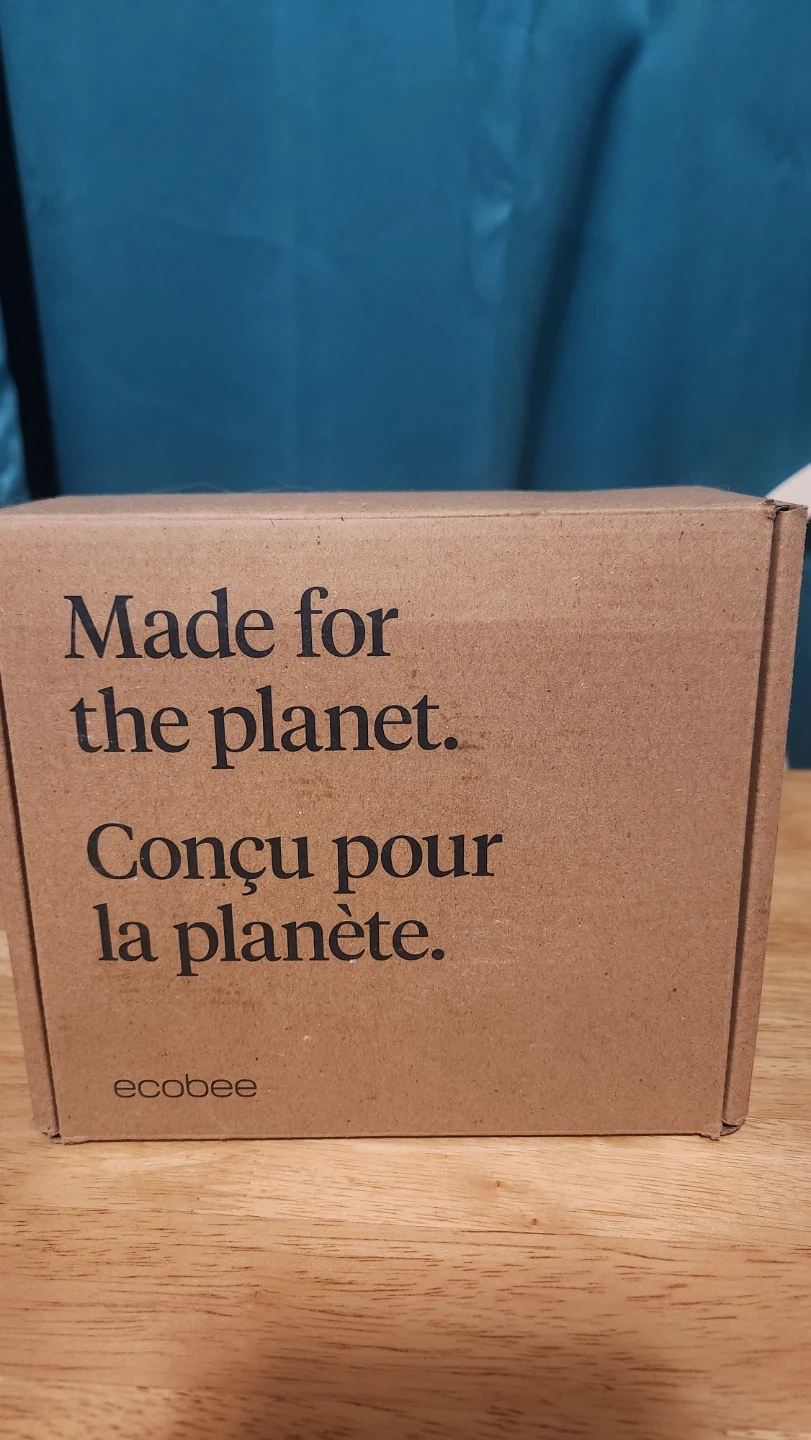 Made for
the planet.
Conçu pour
la planète.
ecobee